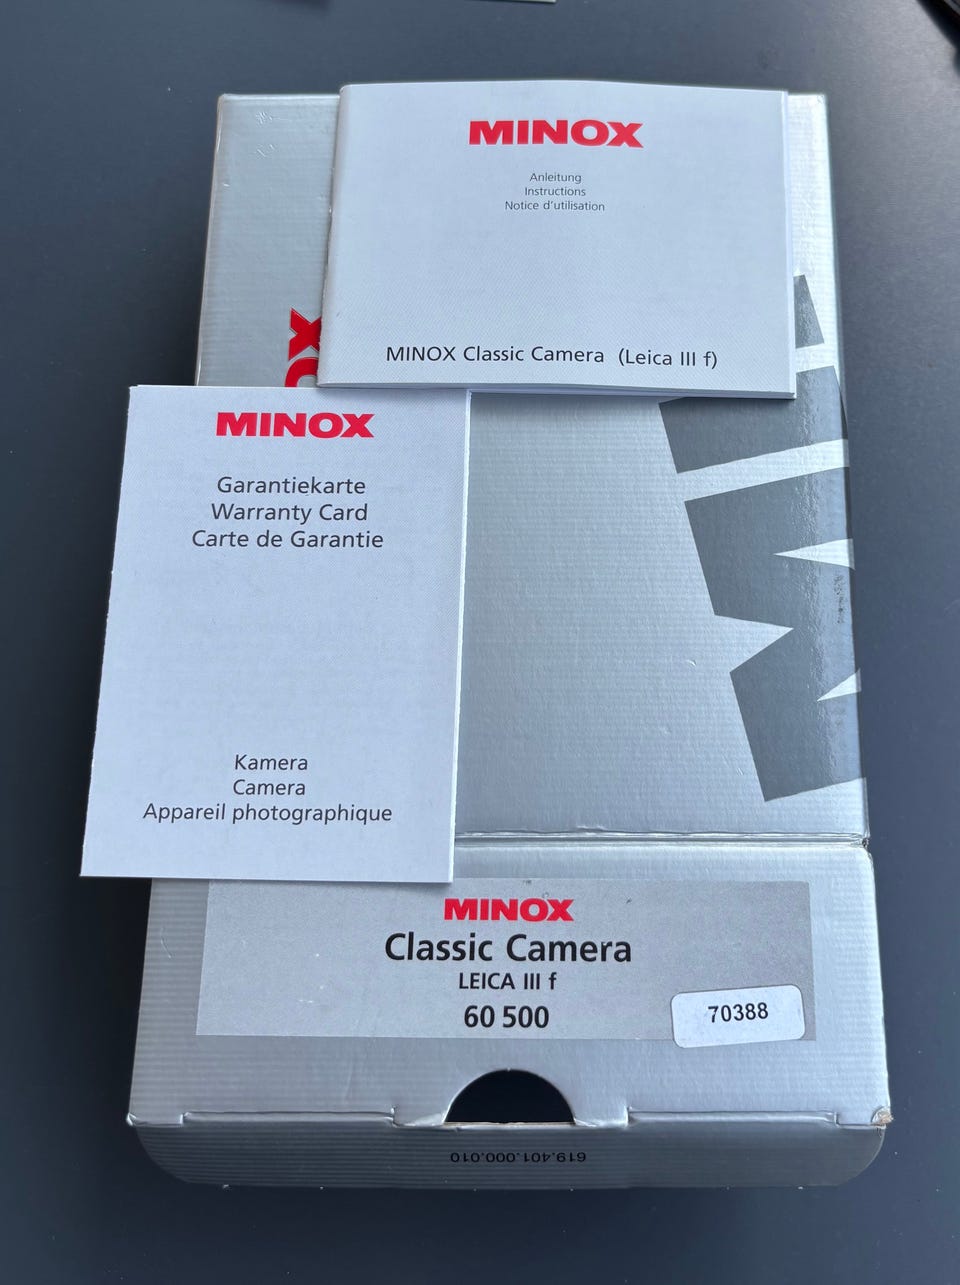 MINOX
Anleitung
Instructions
Notice d'utilisation
MINOX Classic Camera (Leica III f)
MINOX
Garantiekarte
Warranty Card
Carte de Garantie
Kamera
Camera
Appareil photographique
MINOX
Classic Camera
LEICA III f
60 500
70388
619.401.000.010